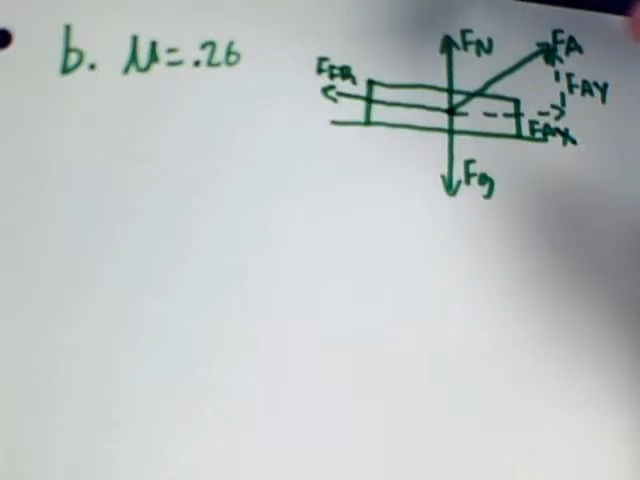 b. μ = .26
FN
FA
FFR
FAY
FAX
Fg